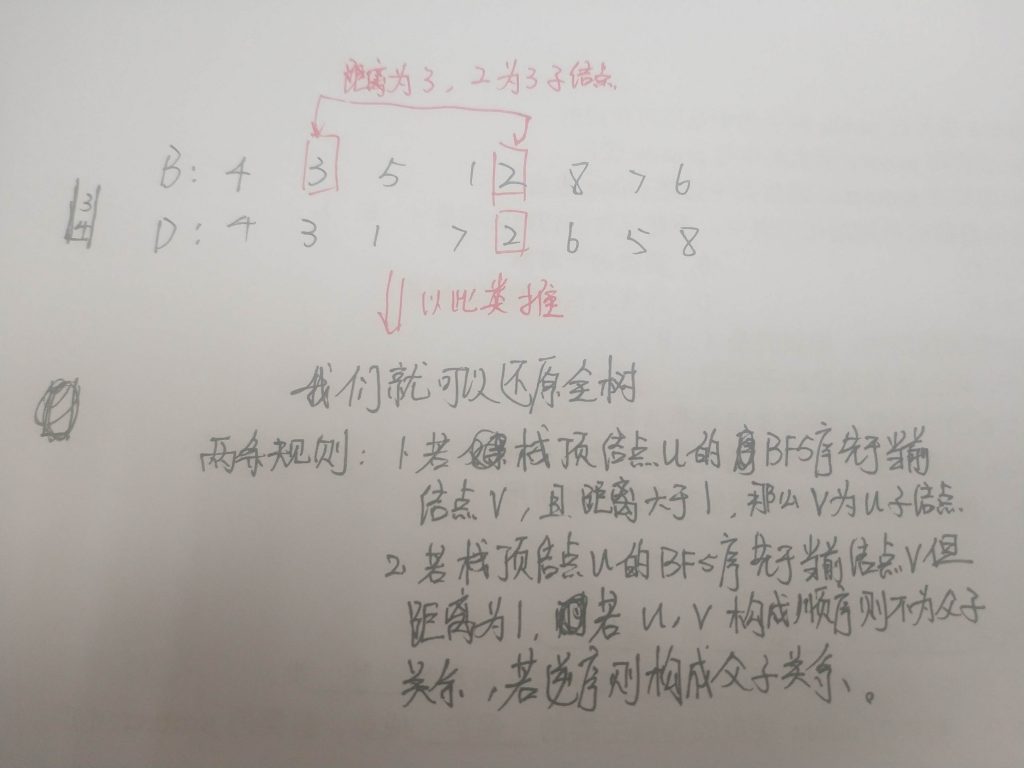 距离为3,2为3子结点
B: 4 3 5 1 2 8 7 6
D: 4 3 1 7 2 6 5 8
3
4
以此类推
我们就可以还原全树
两条规则: 1 若栈顶结点u的BFS序先于当前
结点V,且距离大于1,那么V为u子结点.
2 若栈顶结点u的BFS序先于当前结点V但
距离为1,若u,v构成顺序则不为父子
关系,若逆序则构成父子关系。